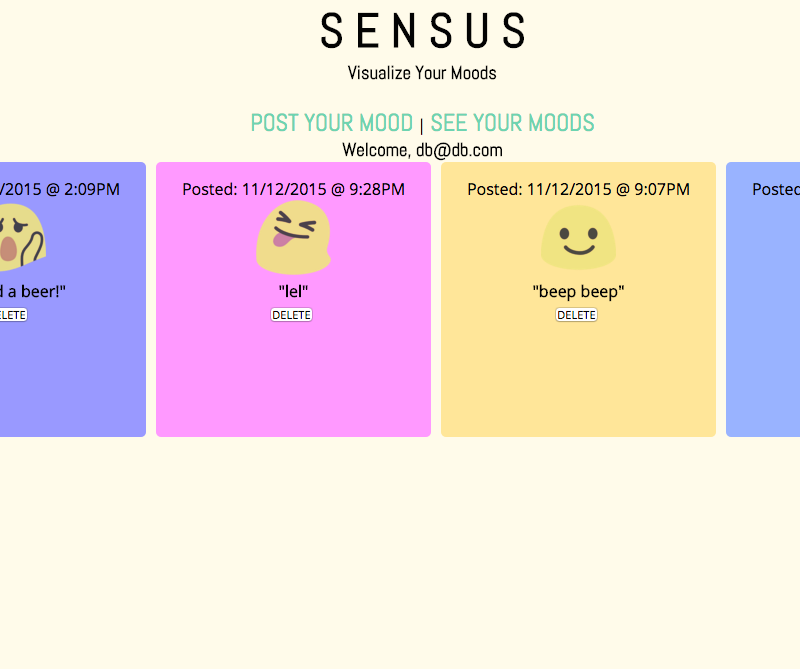 SENSUS
Visualize Your Moods
POST YOUR MOOD | SEE YOUR MOODS
Welcome, db@db.com
/2015 @ 2:09PM
a beer!"
Posted: 11/12/2015 @ 9:28PM
"lel"
DELETE
Posted: 11/12/2015 @ 9:07PM
"beep beep"
DELETE
Posted